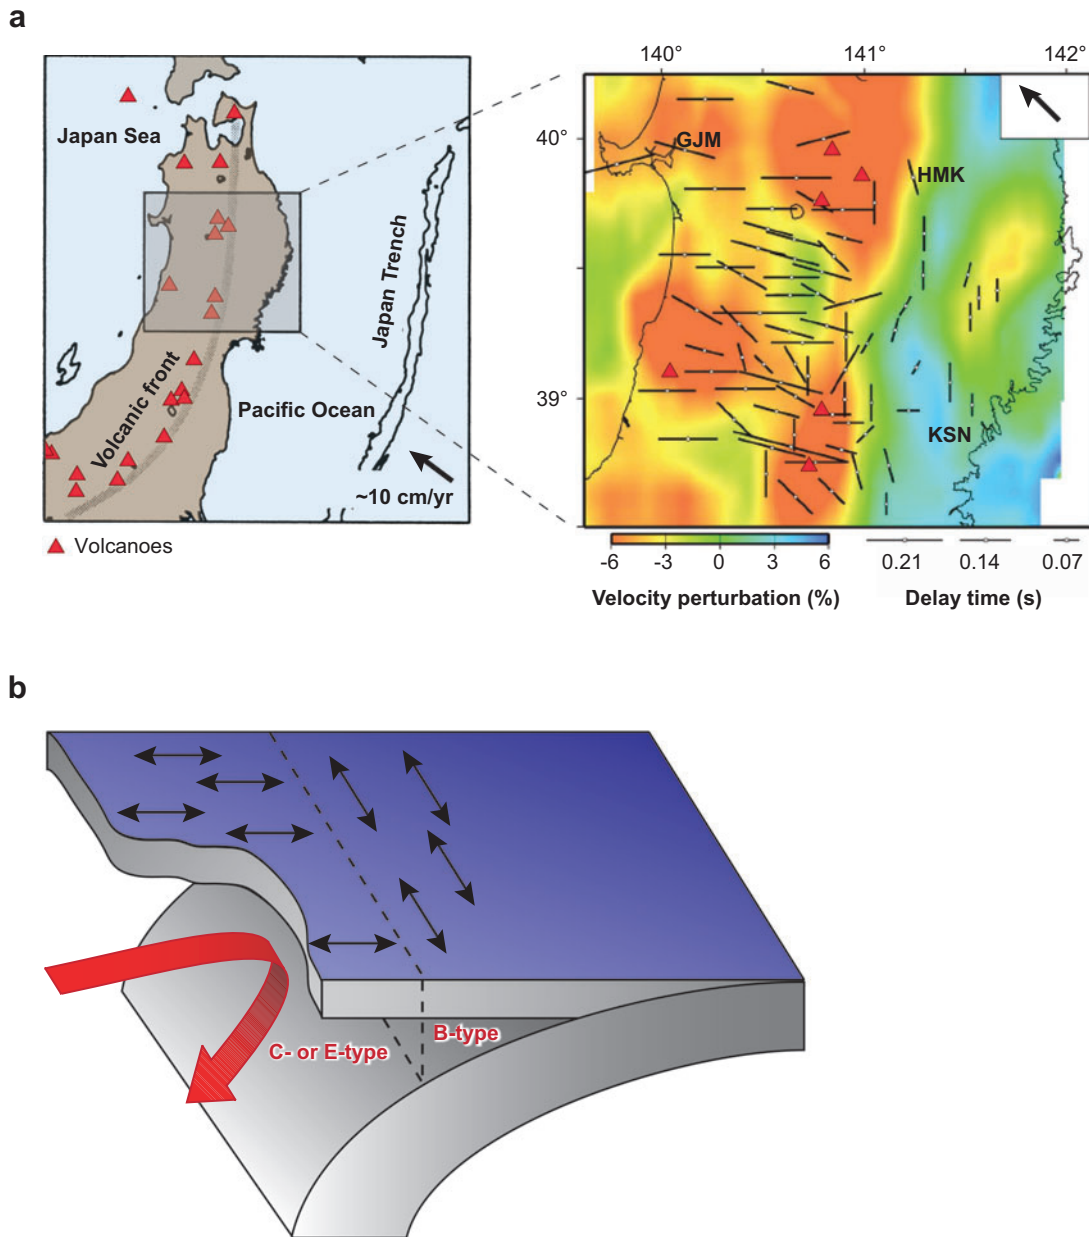 a
Japan Sea
Japan Trench
Volcanic front
Pacific Ocean
~10 cm/yr
Volcanoes
140°
141°
142°
40°
39°
GJM
HMK
KSN
-6
-3
0
3
6
Velocity perturbation (%)
0.21
0.14
0.07
Delay time (s)
b
B-type
C- or E-type